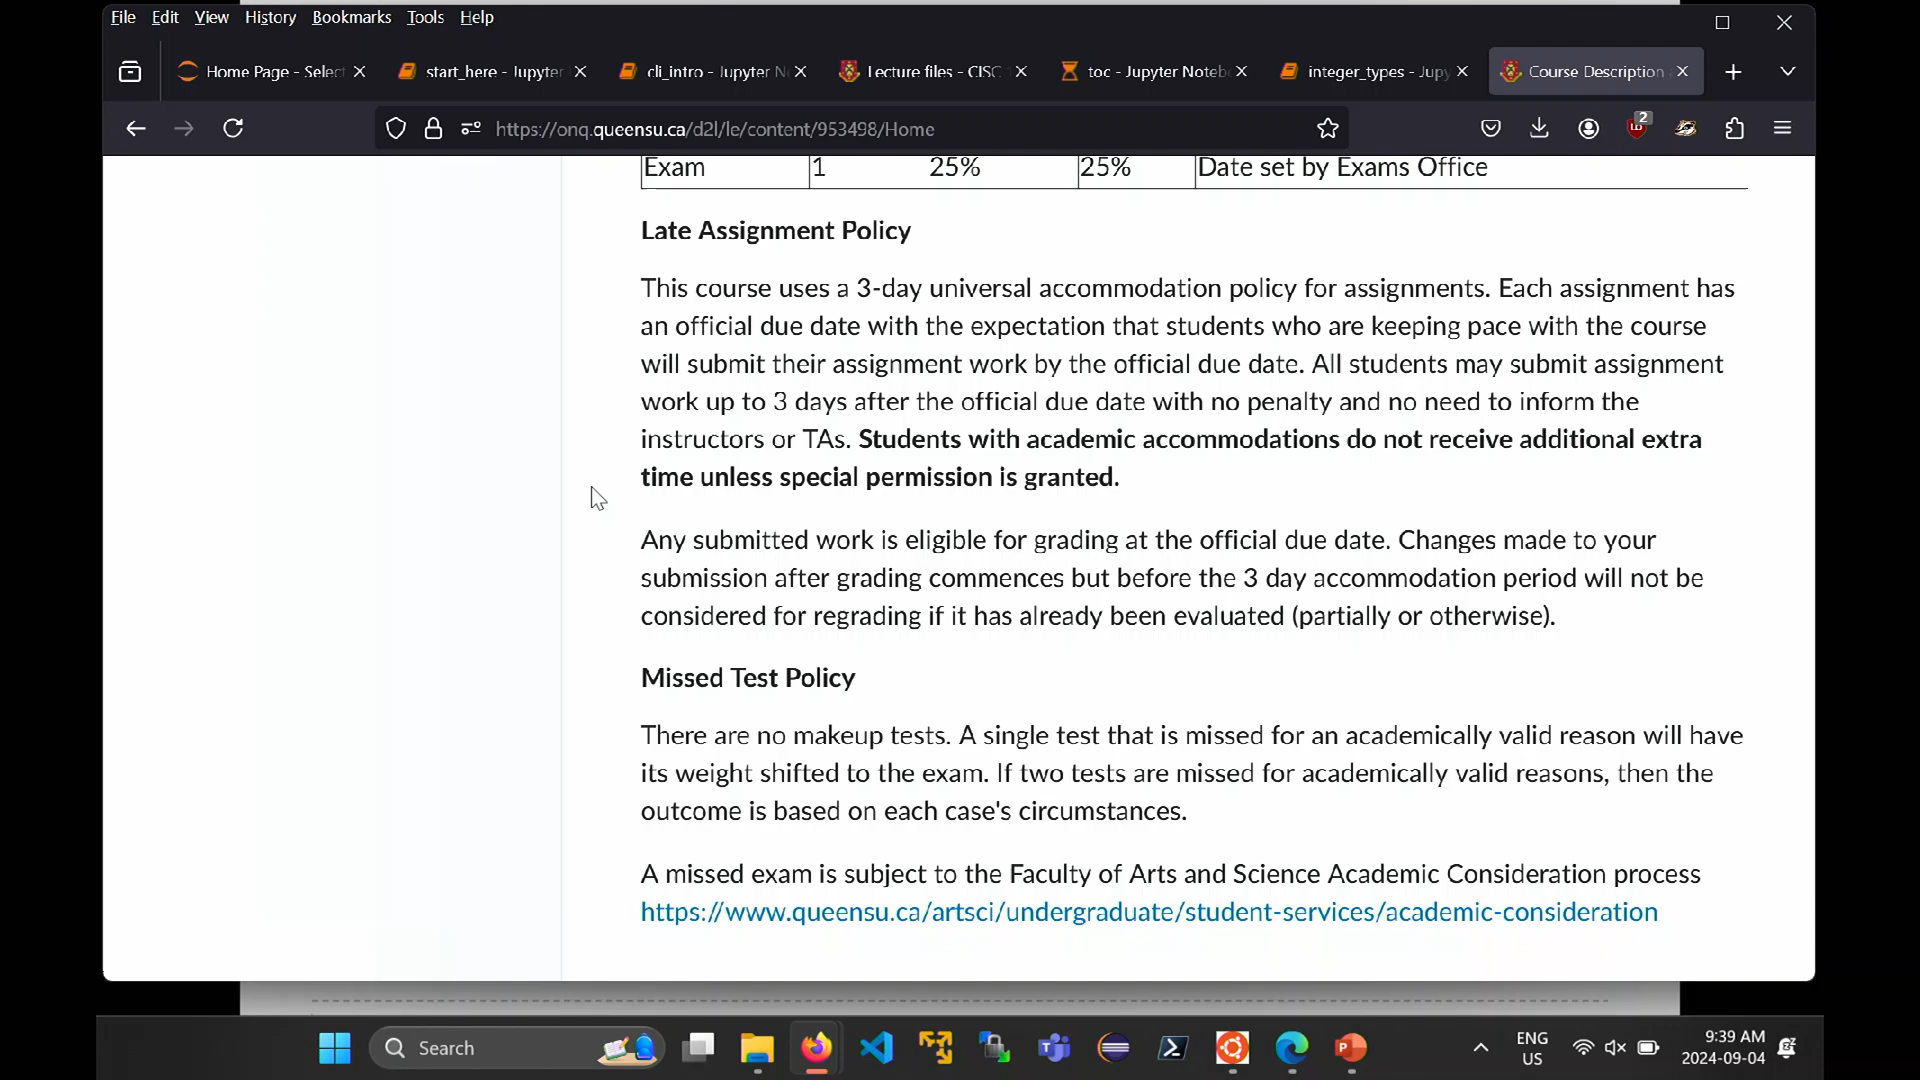 File Edit View History Bookmarks Tools Help
Home Page - Select
start_here - Jupyter
cli_intro - Jupyter N
Lecture files - CISC
toc - Jupyter Noteb
integer_types - Jupy
Course Description
https://onq.queensu.ca/d2l/le/content/953498/Home
2
Exam 1 25% 25% Date set by Exams Office
Late Assignment Policy
This course uses a 3-day universal accommodation policy for assignments. Each assignment has
an official due date with the expectation that students who are keeping pace with the course
will submit their assignment work by the official due date. All students may submit assignment
work up to 3 days after the official due date with no penalty and no need to inform the
instructors or TAs. Students with academic accommodations do not receive additional extra
time unless special permission is granted.
Any submitted work is eligible for grading at the official due date. Changes made to your
submission after grading commences but before the 3 day accommodation period will not be
considered for regrading if it has already been evaluated (partially or otherwise).
Missed Test Policy
There are no makeup tests. A single test that is missed for an academically valid reason will have
its weight shifted to the exam. If two tests are missed for academically valid reasons, then the
outcome is based on each case's circumstances.
A missed exam is subject to the Faculty of Arts and Science Academic Consideration process
https://www.queensu.ca/artsci/undergraduate/student-services/academic-consideration
Search
ENG
US
9:39 AM
2024-09-04